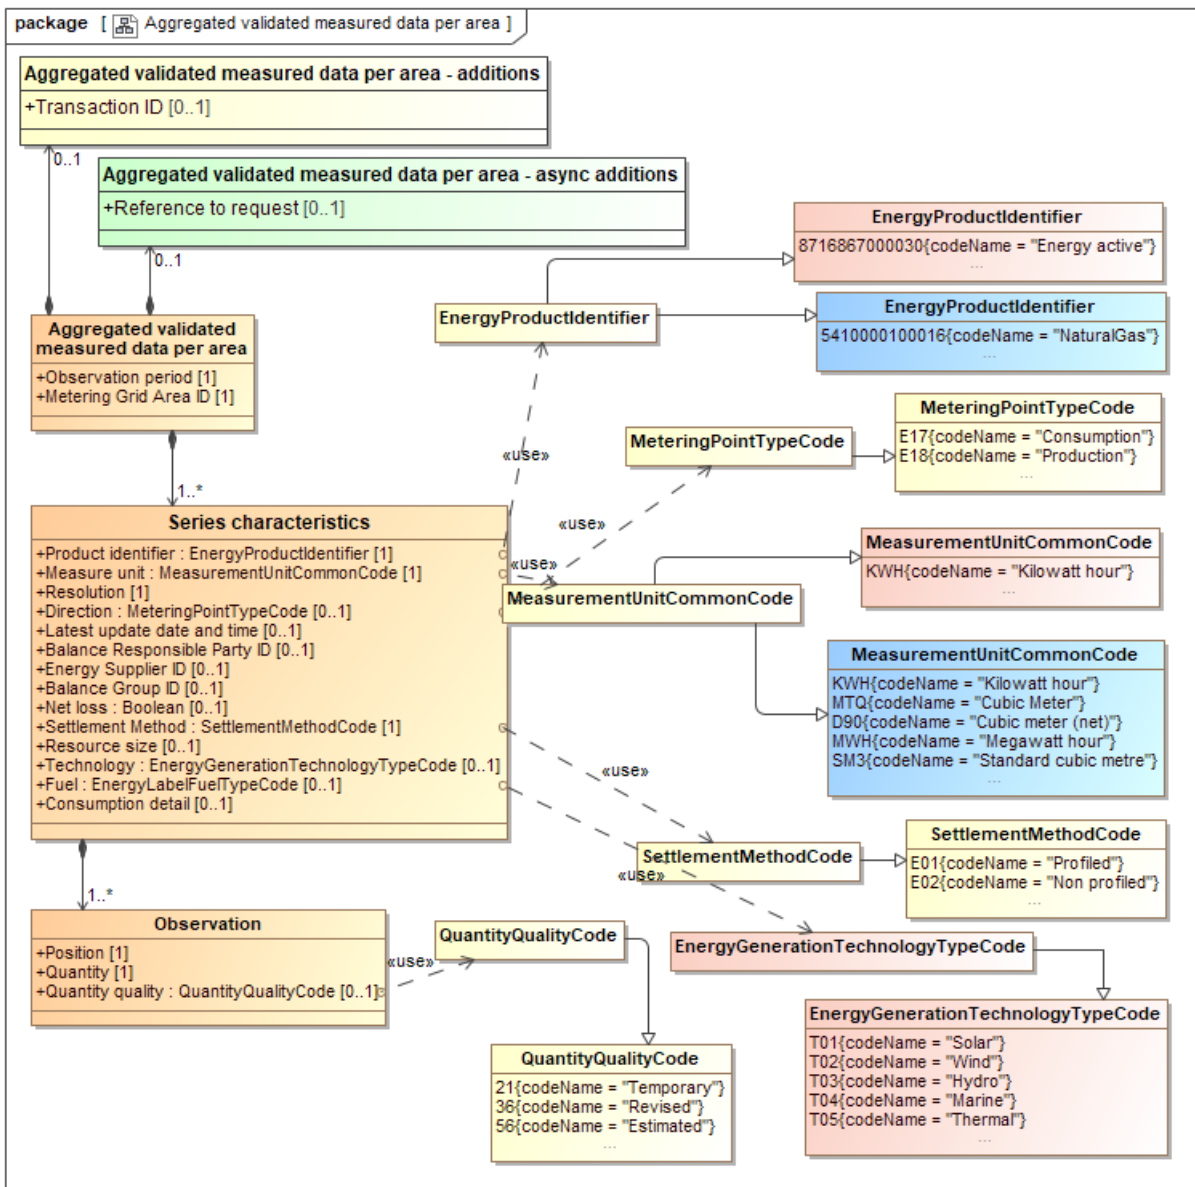 package [ Aggregated validated measured data per area ]
Aggregated validated measured data per area - additions
+Transaction ID [0..1]
0..1
Aggregated validated measured data per area - async additions
+Reference to request [0..1]
0..1
EnergyProductIdentifier
8716867000030{codeName = "Energy active"}
...
EnergyProductIdentifier
EnergyProductIdentifier
5410000100016{codeName = "NaturalGas"}
...
Aggregated validated
measured data per area
+Observation period [1]
+Metering Grid Area ID [1]
1..*
«use»
MeteringPointTypeCode
MeteringPointTypeCode
E17{codeName = "Consumption"}
E18{codeName = "Production"}
...
«use»
«use»
Series characteristics
+Product identifier : EnergyProductIdentifier [1]
+Measure unit : MeasurementUnitCommonCode [1]
+Resolution [1]
+Direction : MeteringPointTypeCode [0..1]
+Latest update date and time [0..1]
+Balance Responsible Party ID [0..1]
+Energy Supplier ID [0..1]
+Balance Group ID [0..1]
+Net loss : Boolean [0..1]
+Settlement Method : SettlementMethodCode [1]
+Resource size [0..1]
+Technology : EnergyGenerationTechnologyTypeCode [0..1]
+Fuel : EnergyLabelFuelTypeCode [0..1]
+Consumption detail [0..1]
MeasurementUnitCommonCode
MeasurementUnitCommonCode
KWH{codeName = "Kilowatt hour"}
...
MeasurementUnitCommonCode
KWH{codeName = "Kilowatt hour"}
MTQ{codeName = "Cubic Meter"}
D90{codeName = "Cubic meter (net)"}
MWH{codeName = "Megawatt hour"}
SM3{codeName = "Standard cubic metre»
...
«use»
«use»
SettlementMethodCode
SettlementMethodCode
E01{codeName = "Profiled"}
E02{codeName = "Non profiled"}
...
1..*
Observation
+Position [1]
+Quantity [1]
+Quantity quality : QuantityQualityCode [0..1]
«use»
QuantityQualityCode
QuantityQualityCode
21{codeName = "Temporary"}
36{codeName = "Revised"}
56{codeName = "Estimated"}
...
EnergyGenerationTechnologyTypeCode
EnergyGenerationTechnologyTypeCode
T01{codeName = "Solar"}
T02{codeName = "Wind"}
T03{codeName = "Hydro"}
T04{codeName = "Marine"}
T05{codeName = "Thermal"}
...